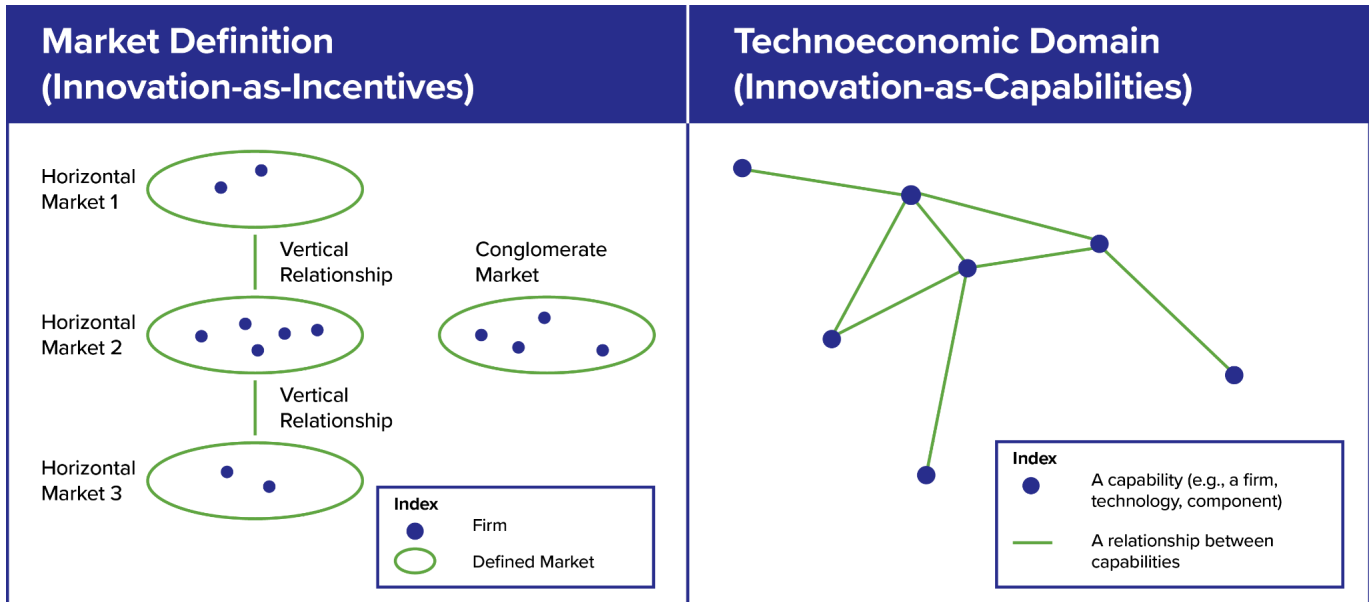 Market Definition
(Innovation-as-Incentives)
Horizontal
Market 1
Vertical
Relationship
Conglomerate
Market
Horizontal
Market 2
Vertical
Relationship
Horizontal
Market 3
Index
Firm
Defined Market
Technoeconomic Domain
(Innovation-as-Capabilities)
Index
A capability (e.g., a firm,
technology, component)
A relationship between
capabilities